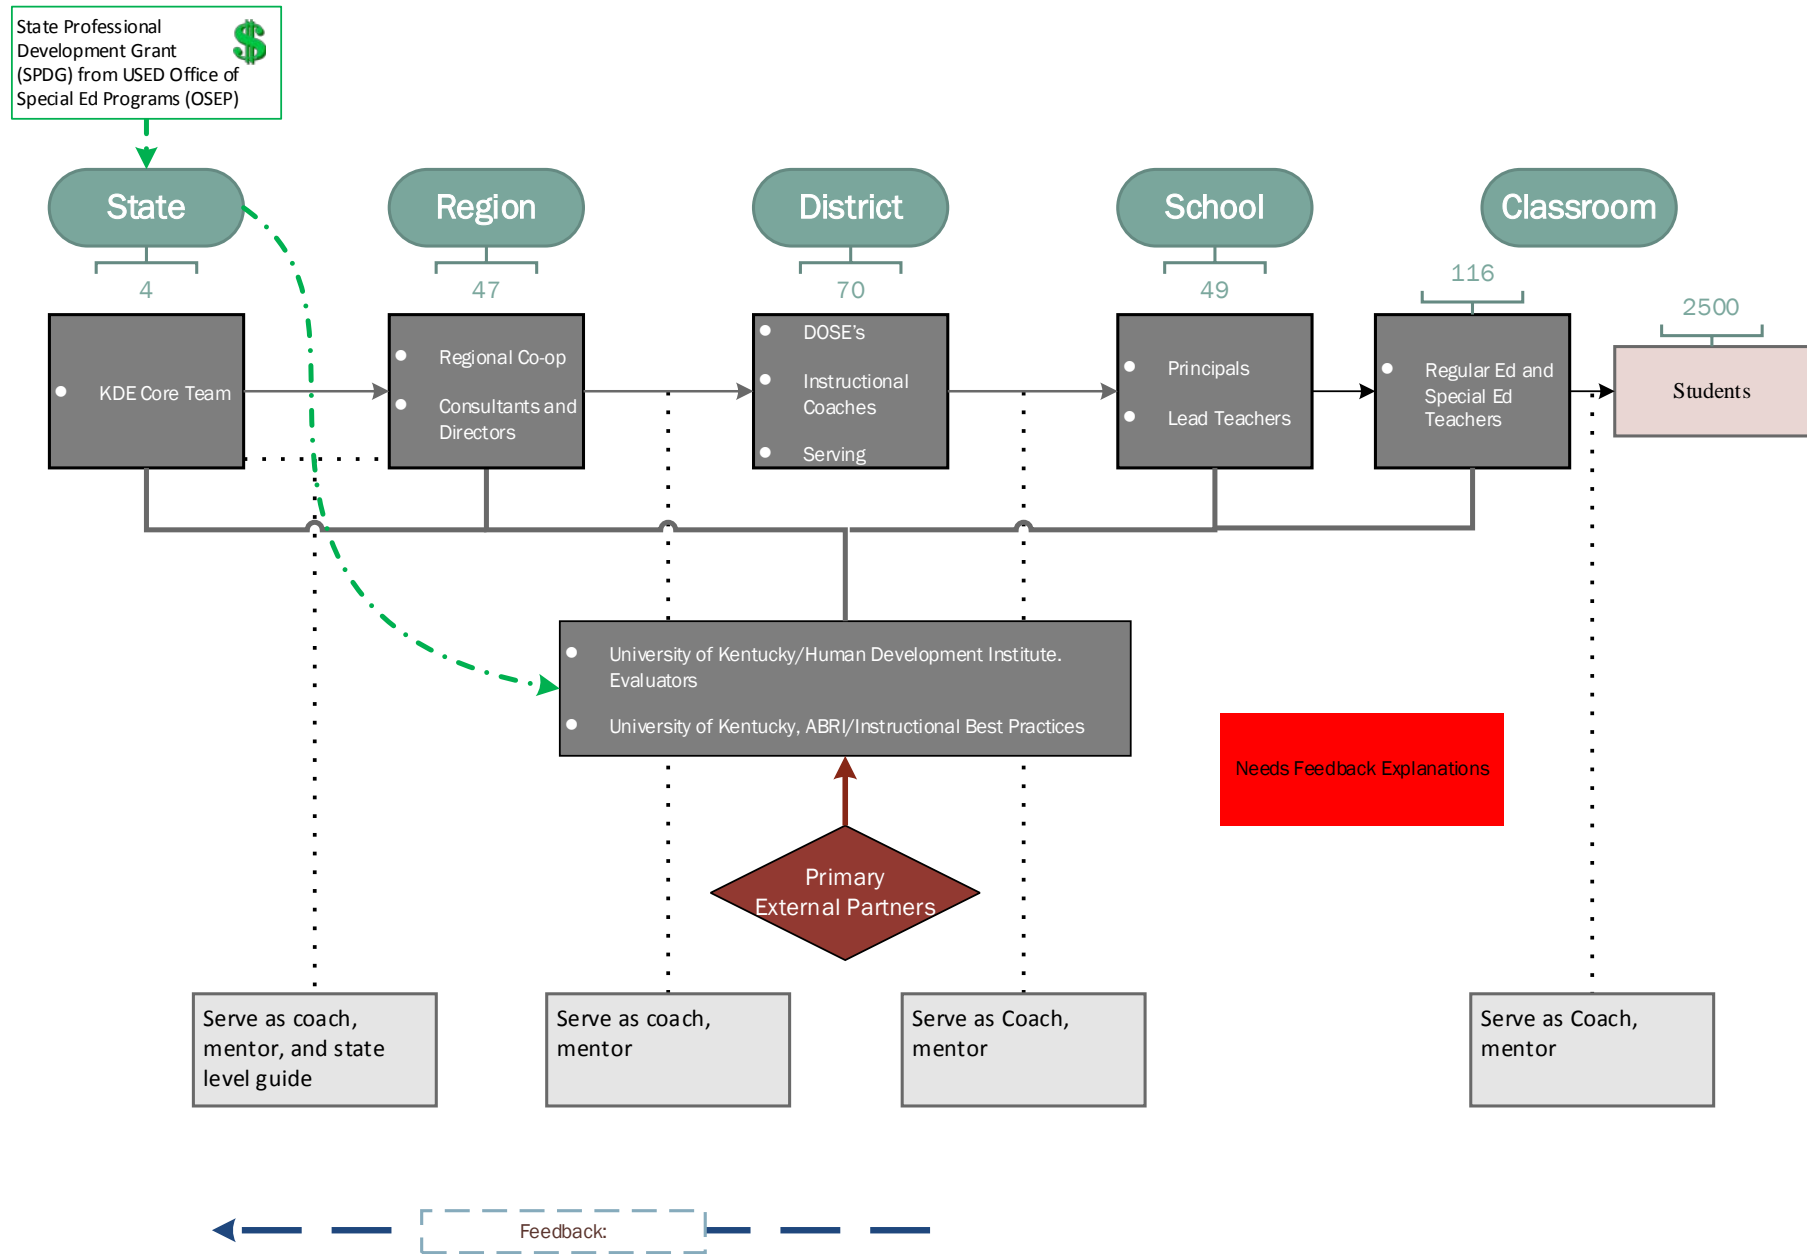 State Professional
Development Grant
(SPDG) from USED Office of
Special Ed Programs (OSEP)
$
State
Region
District
School
Classroom
4
47
70
49
116
2500
KDE Core Team
Regional Co-op
Consultants and
Directors
DOSE's
Instructional
Coaches
Serving
Principals
Lead Teachers
Regular Ed and
Special Ed
Teachers
Students
University of Kentucky/Human Development Institute.
Evaluators
University of Kentucky, ABRI/Instructional Best Practices
Needs Feedback Explanations
Primary
External Partners
Serve as coach,
mentor, and state
level guide
Serve as coach,
mentor
Serve as Coach,
mentor
Serve as Coach,
mentor
Feedback: